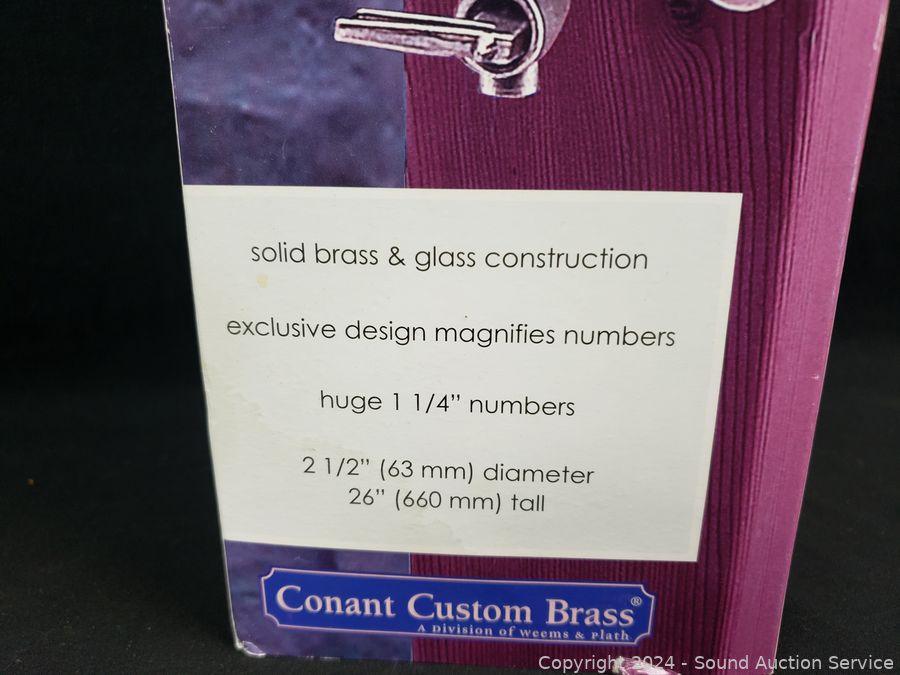 solid brass & glass construction
exclusive design magnifies numbers
huge 1 1/4” numbers
2 1/2” (63 mm) diameter
26” (660 mm) tall
Conant Custom Brass®
A Division of Weems & Plath
Copyright 2024 - Sound Auction Service